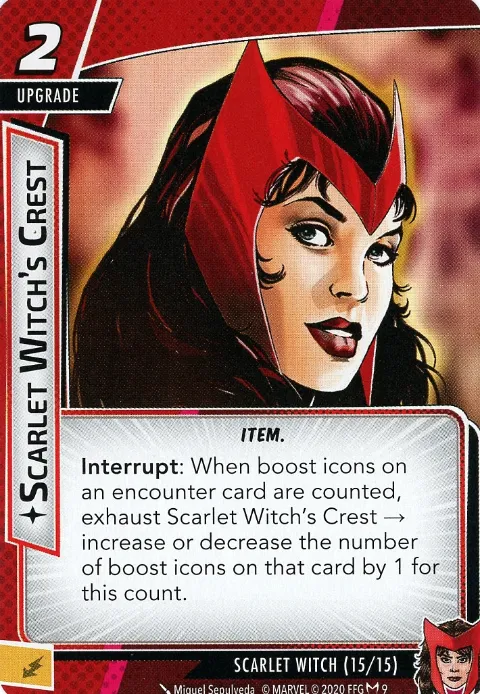 2
UPGRADE
SCARLET WITCH'S CREST
ITEM.
Interrupt: When boost icons on
an encounter card are counted,
exhaust Scarlet Witch's Crest →
increase or decrease the number
of boost icons on that card by 1 for
this count.
SCARLET WITCH (15/15)
Miguel Sepulveda © MARVEL © 2020 FFG M 9